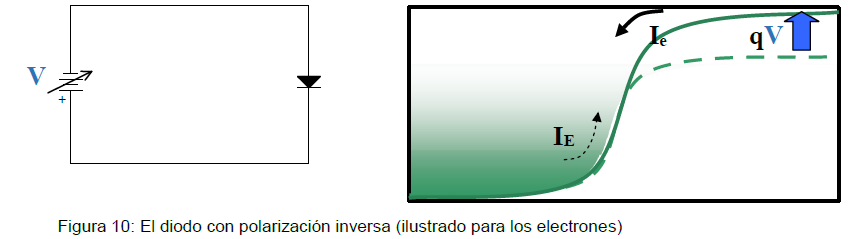 V
+
Ie
qV
IE
Figura 10: El diodo con polarización inversa (ilustrado para los electrones)